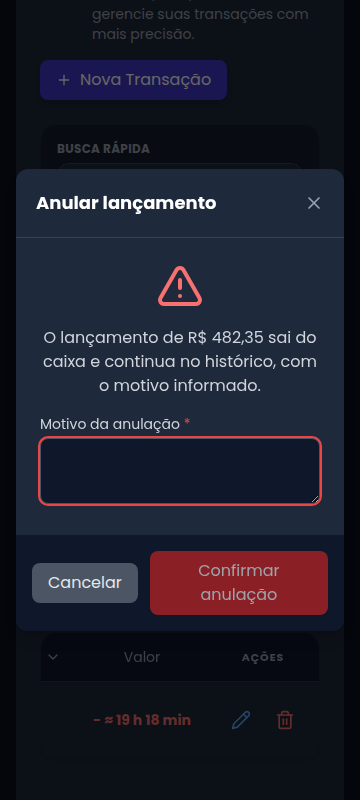 gerencie suas transações com
mais precisão.
+ Nova Transação
BUSCA RÁPIDA
Anular lançamento
O lançamento de R$ 482,35 sai do
caixa e continua no histórico, com
o motivo informado.
Motivo da anulação *
Cancelar
Confirmar
anulação
Valor
AÇÕES
- ≈ 19 h 18 min